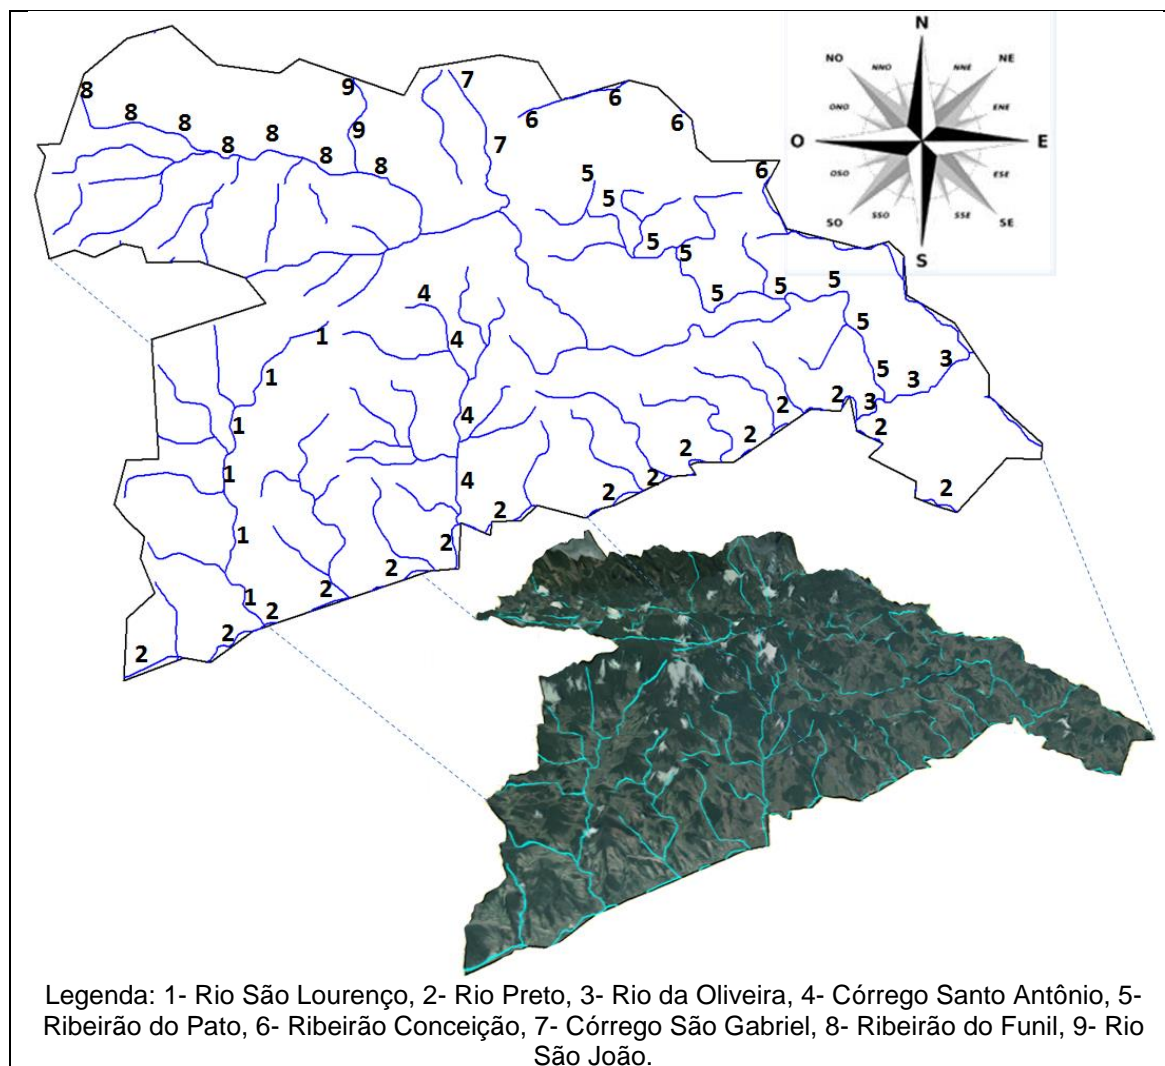 N
NO NNO NNE NE
ONO ENE
O E
OSO ESE
SO SSO SSE SE
S
8 9 7 6
8 8 9 6 6
8 8 8 8 7
5 6
5
5 5
4 5 5 5
1 4 5
1 5 3
4 2 2 3 3
1 2 2
1 4 2 2 2 2
1 2 2
1 2 2
2 2
2
Legenda: 1- Rio São Lourenço, 2- Rio Preto, 3- Rio da Oliveira, 4- Córrego Santo Antônio, 5-
Ribeirão do Pato, 6- Ribeirão Conceição, 7- Córrego São Gabriel, 8- Ribeirão do Funil, 9- Rio
São João.